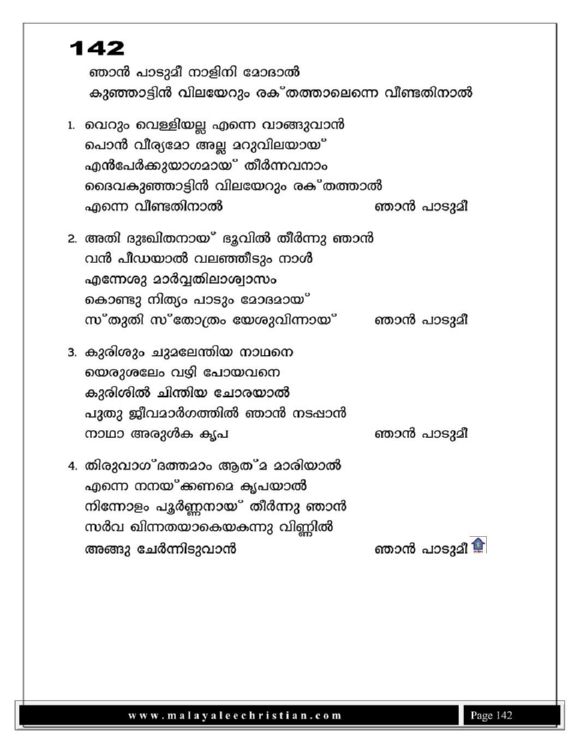 142
ഞാൻ പാടുമീ നാളിനി മോദാൽ
കുഞ്ഞാട്ടിൻ വിലയേറും രക്തത്താലെന്നെ വീണ്ടതിനാൽ
1. വെറും വെള്ളിയല്ല എന്നെ വാങ്ങുവാൻ
പൊൻ വീര്യമോ അല്ല മറുവിലയായ്
എൻപേർക്കുയാഗമായ് തീർന്നവനാം
ദൈവകുഞ്ഞാട്ടിൻ വിലയേറും രക്തത്താൽ
എന്നെ വീണ്ടതിനാൽ ഞാൻ പാടുമീ
2. അതി ദുഃഖിതനായ് ഭൂവിൽ തീർന്നു ഞാൻ
വൻ പീഡയാൽ വലഞ്ഞീടും നാൾ
എന്നേശു മാർവ്വതിലാശ്വാസം
കൊണ്ടു നിത്യം പാടും മോദമായ്
സ്തുതി സ്തോത്രം യേശുവിന്നായ് ഞാൻ പാടുമീ
3. കുരിശും ചുമലേന്തിയ നാഥനെ
യെരുശലേം വഴി പോയവനെ
കുരിശിൽ ചിന്തിയ ചോരയാൽ
പുതു ജീവമാർഗത്തിൽ ഞാൻ നടപ്പാൻ
നാഥാ അരുൾക കൃപ ഞാൻ പാടുമീ
4. തിരുവാഗ്ദത്തമാം ആത്മ മാരിയാൽ
എന്നെ നനയ്ക്കണമെ കൃപയാൽ
നിന്നോളം പൂർണ്ണനായ് തീർന്നു ഞാൻ
സർവ ഖിന്നതയാകെയകന്നു വിണ്ണിൽ
അങ്ങു ചേർന്നിടുവാൻ ഞാൻ പാടുമീ
www.malayaleechristian.com Page 142